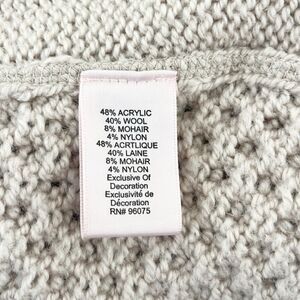 48% ACRYLIC
40% WOOL
8% MOHAIR
4% NYLON
48% ACRTLIQUE
40% LAINE
8% MOHAIR
4% NYLON
Exclusive Of
Decoration
Exclusivité de
Décoration
RN# 96075